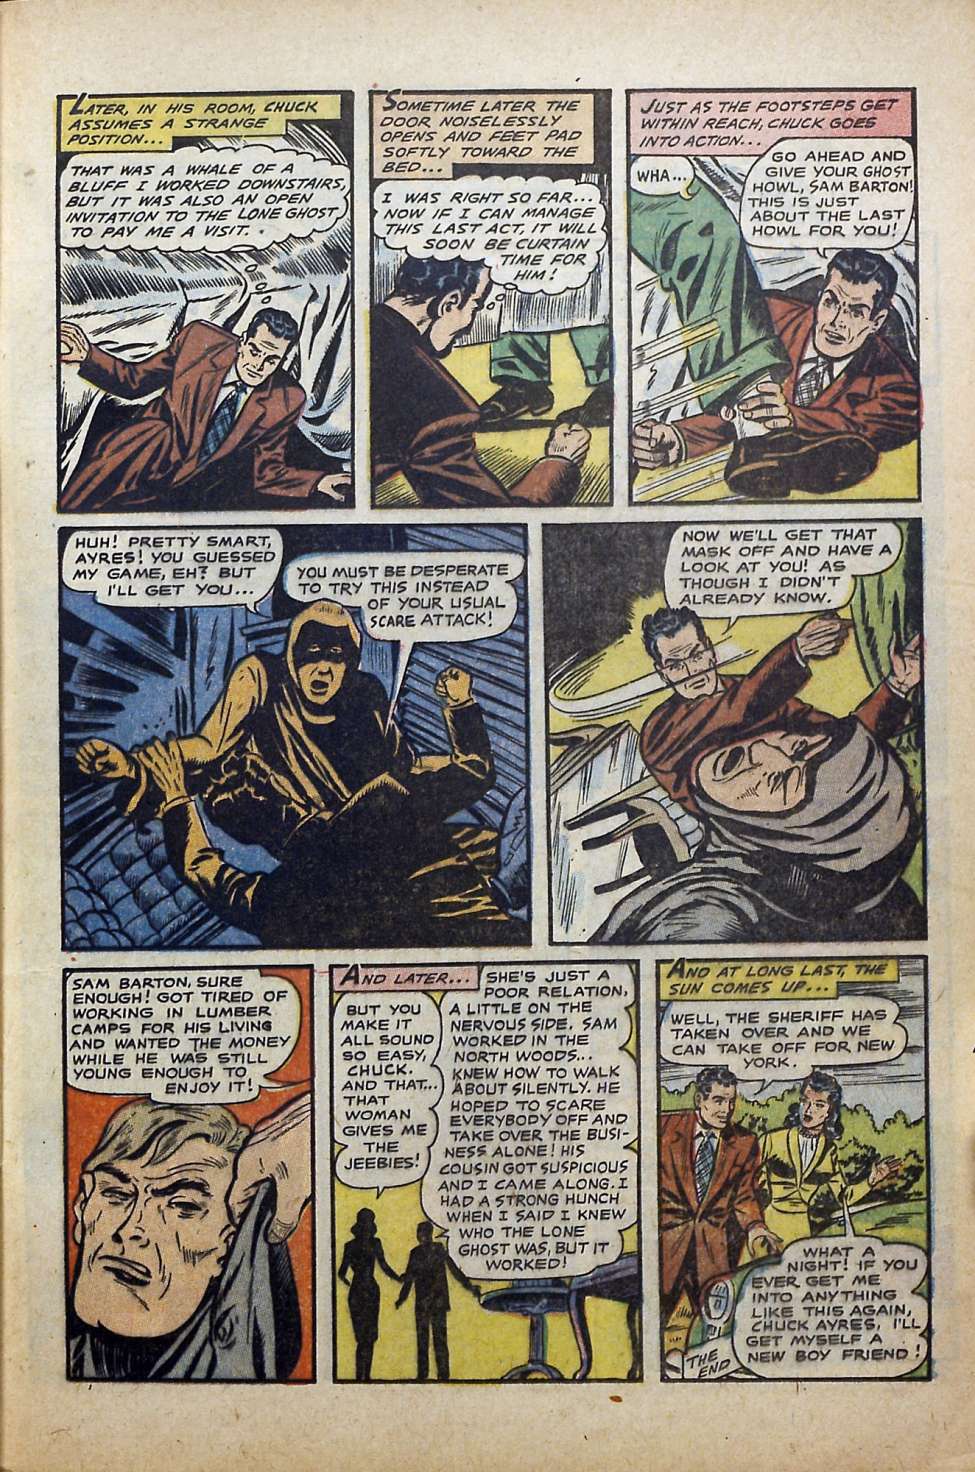 LATER, IN HIS ROOM, CHUCK
ASSUMES A STRANGE
POSITION...
THAT WAS A WHALE OF A
BLUFF I WORKED DOWNSTAIRS,
BUT IT WAS ALSO AN OPEN
INVITATION TO THE LONE GHOST
TO PAY ME A VISIT.
SOMETIME LATER THE
DOOR NOISELESSLY
OPENS AND FEET PAD
SOFTLY TOWARD THE
BED...
I WAS RIGHT SO FAR...
NOW IF I CAN MANAGE
THIS LAST ACT, IT WILL
SOON BE CURTAIN
TIME FOR
HIM!
JUST AS THE FOOTSTEPS GET
WITHIN REACH, CHUCK GOES
INTO ACTION...
WHA...
GO AHEAD AND
GIVE YOUR GHOST
HOWL, SAM BARTON!
THIS IS JUST
ABOUT THE LAST
HOWL FOR YOU!
HUH! PRETTY SMART,
AYRES! YOU GUESSED
MY GAME, EH? BUT
I'LL GET YOU...
YOU MUST BE DESPERATE
TO TRY THIS INSTEAD
OF YOUR USUAL
SCARE ATTACK!
NOW WE'LL GET THAT
MASK OFF AND HAVE A
LOOK AT YOU! AS
THOUGH I DIDN'T
ALREADY KNOW.
SAM BARTON, SURE
ENOUGH! GOT TIRED OF
WORKING IN LUMBER
CAMPS FOR HIS LIVING
AND WANTED THE MONEY
WHILE HE WAS STILL
YOUNG ENOUGH TO
ENJOY IT!
AND LATER...
BUT YOU
MAKE IT
ALL SOUND
SO EASY,
CHUCK.
AND THAT...
THAT
WOMAN
GIVES ME
THE
JEEBIES!
SHE'S JUST A
POOR RELATION,
A LITTLE ON THE
NERVOUS SIDE. SAM
WORKED IN THE
NORTH WOODS...
KNEW HOW TO WALK
ABOUT SILENTLY. HE
HOPED TO SCARE
EVERYBODY OFF AND
TAKE OVER THE BUSI-
NESS ALONE! HIS
COUSIN GOT SUSPICIOUS
AND I CAME ALONG. I
HAD A STRONG HUNCH
WHEN I SAID I KNEW
WHO THE LONE
GHOST WAS, BUT IT
WORKED!
AND AT LONG LAST, THE
SUN COMES UP...
WELL, THE SHERIFF HAS
TAKEN OVER AND WE
CAN TAKE OFF FOR NEW
YORK.
WHAT A
NIGHT! IF YOU
EVER GET ME
INTO ANYTHING
LIKE THIS AGAIN,
CHUCK AYRES, I'LL
GET MYSELF A
NEW BOY FRIEND!
THE
END